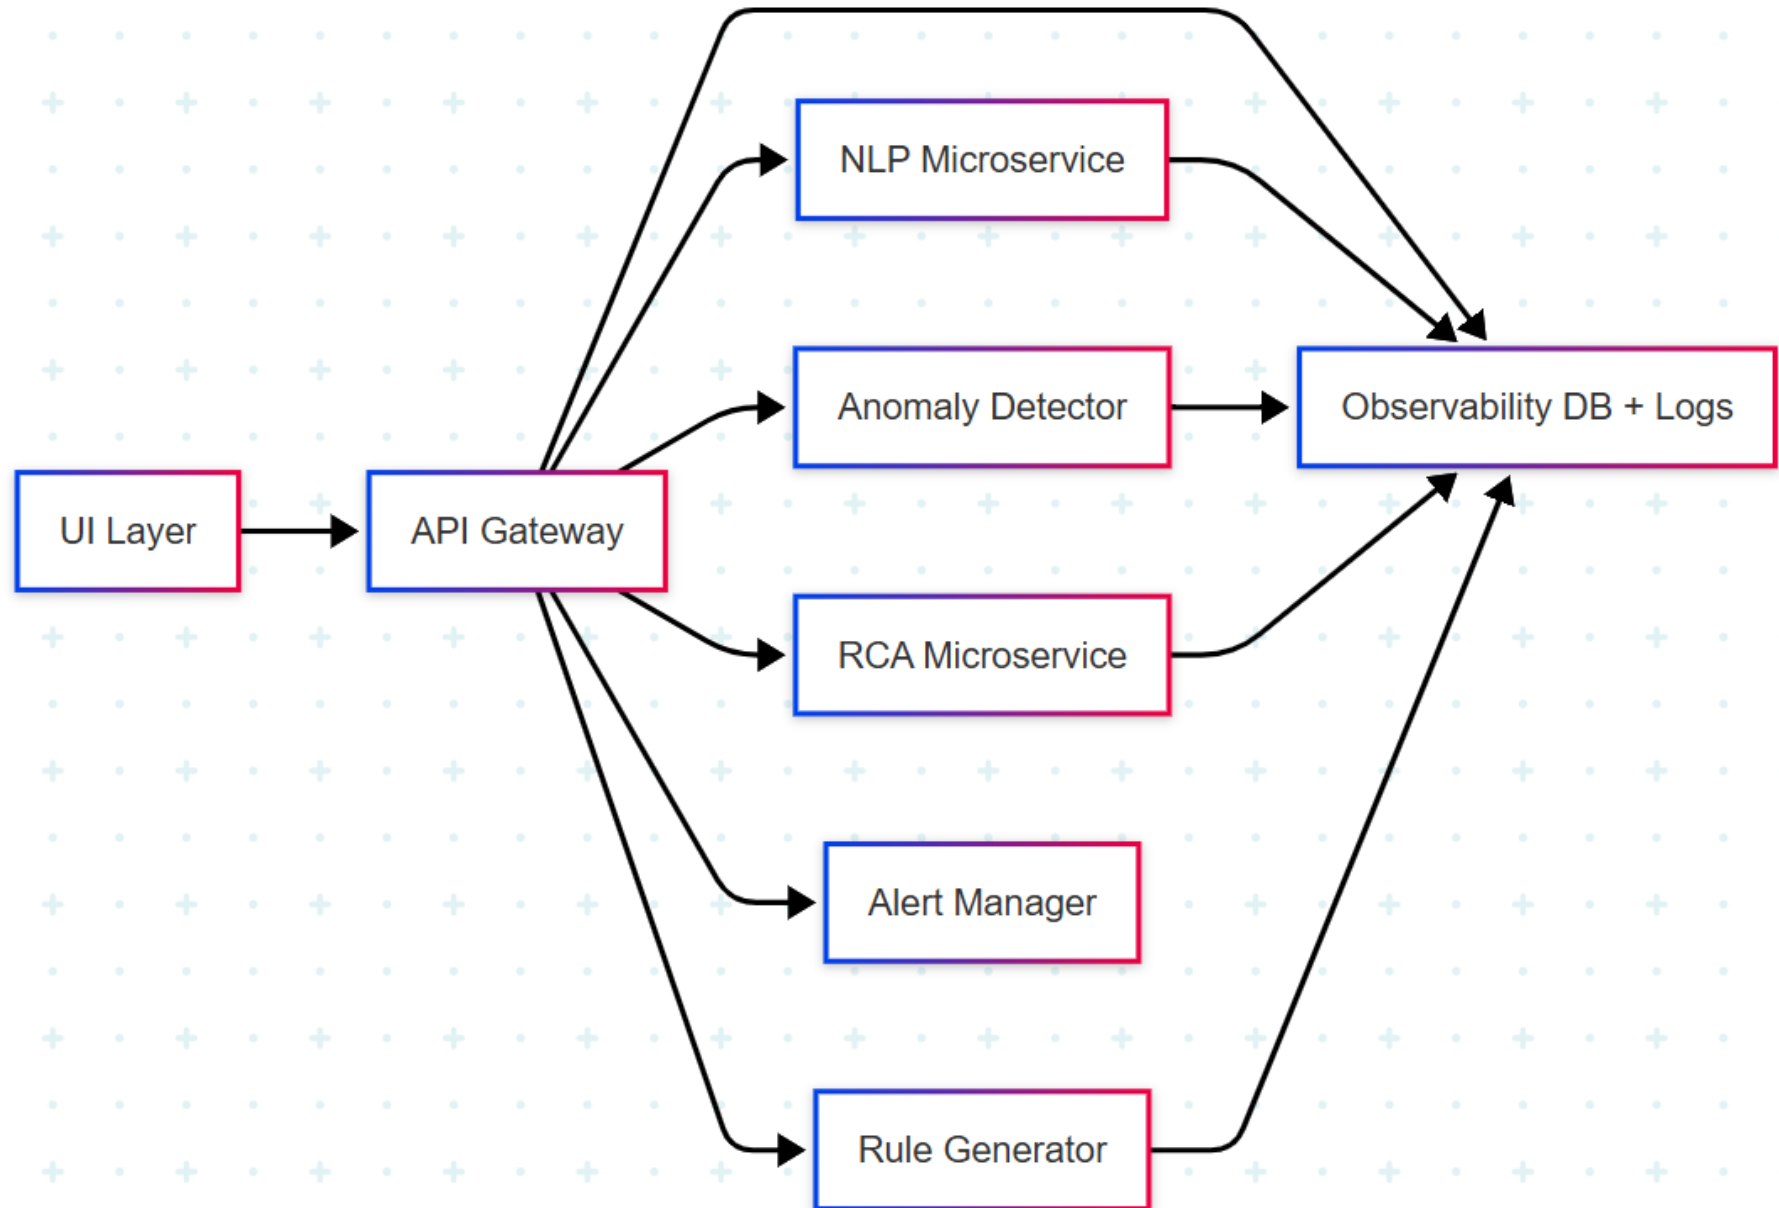 NLP Microservice
Anomaly Detector
Observability DB + Logs
UI Layer
API Gateway
RCA Microservice
Alert Manager
Rule Generator